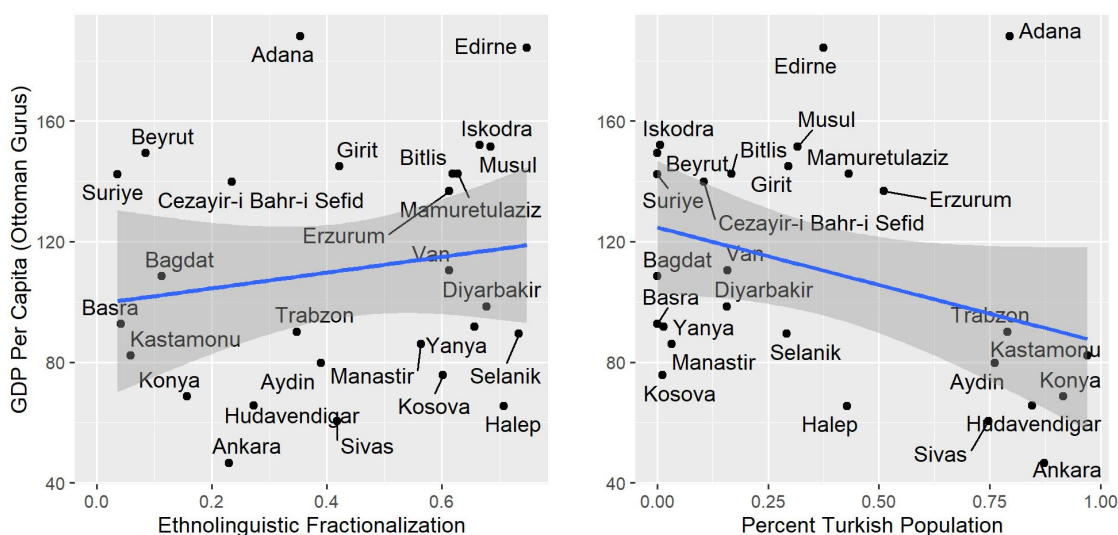 GDP Per Capita (Ottoman Gurus)
160
120
80
40
Adana
Edirne
Beyrut
Iskodra
Girit
Bitlis
Musul
Suriye
Cezayir-i Bahr-i Sefid
Mamuretulaziz
Erzurum
Van
Bagdat
Diyarbakir
Basra
Trabzon
Kastamonu
Yanya
Manastir
Selanik
Aydin
Konya
Kosova
Hudavendigar
Halep
Sivas
Ankara
0.0 0.2 0.4 0.6
Ethnolinguistic Fractionalization
160
120
80
40
Adana
Edirne
Musul
Iskodra
Bitlis
Mamuretulaziz
Beyrut
Girit
Suriye
Erzurum
Cezayir-i Bahr-i Sefid
Bagdat
Van
Diyarbakir
Basra
Trabzon
Yanya
Kastamonu
Selanik
Manastir
Aydin
Konya
Kosova
Halep
Hudavendigar
Sivas
Ankara
0.00 0.25 0.50 0.75 1.00
Percent Turkish Population